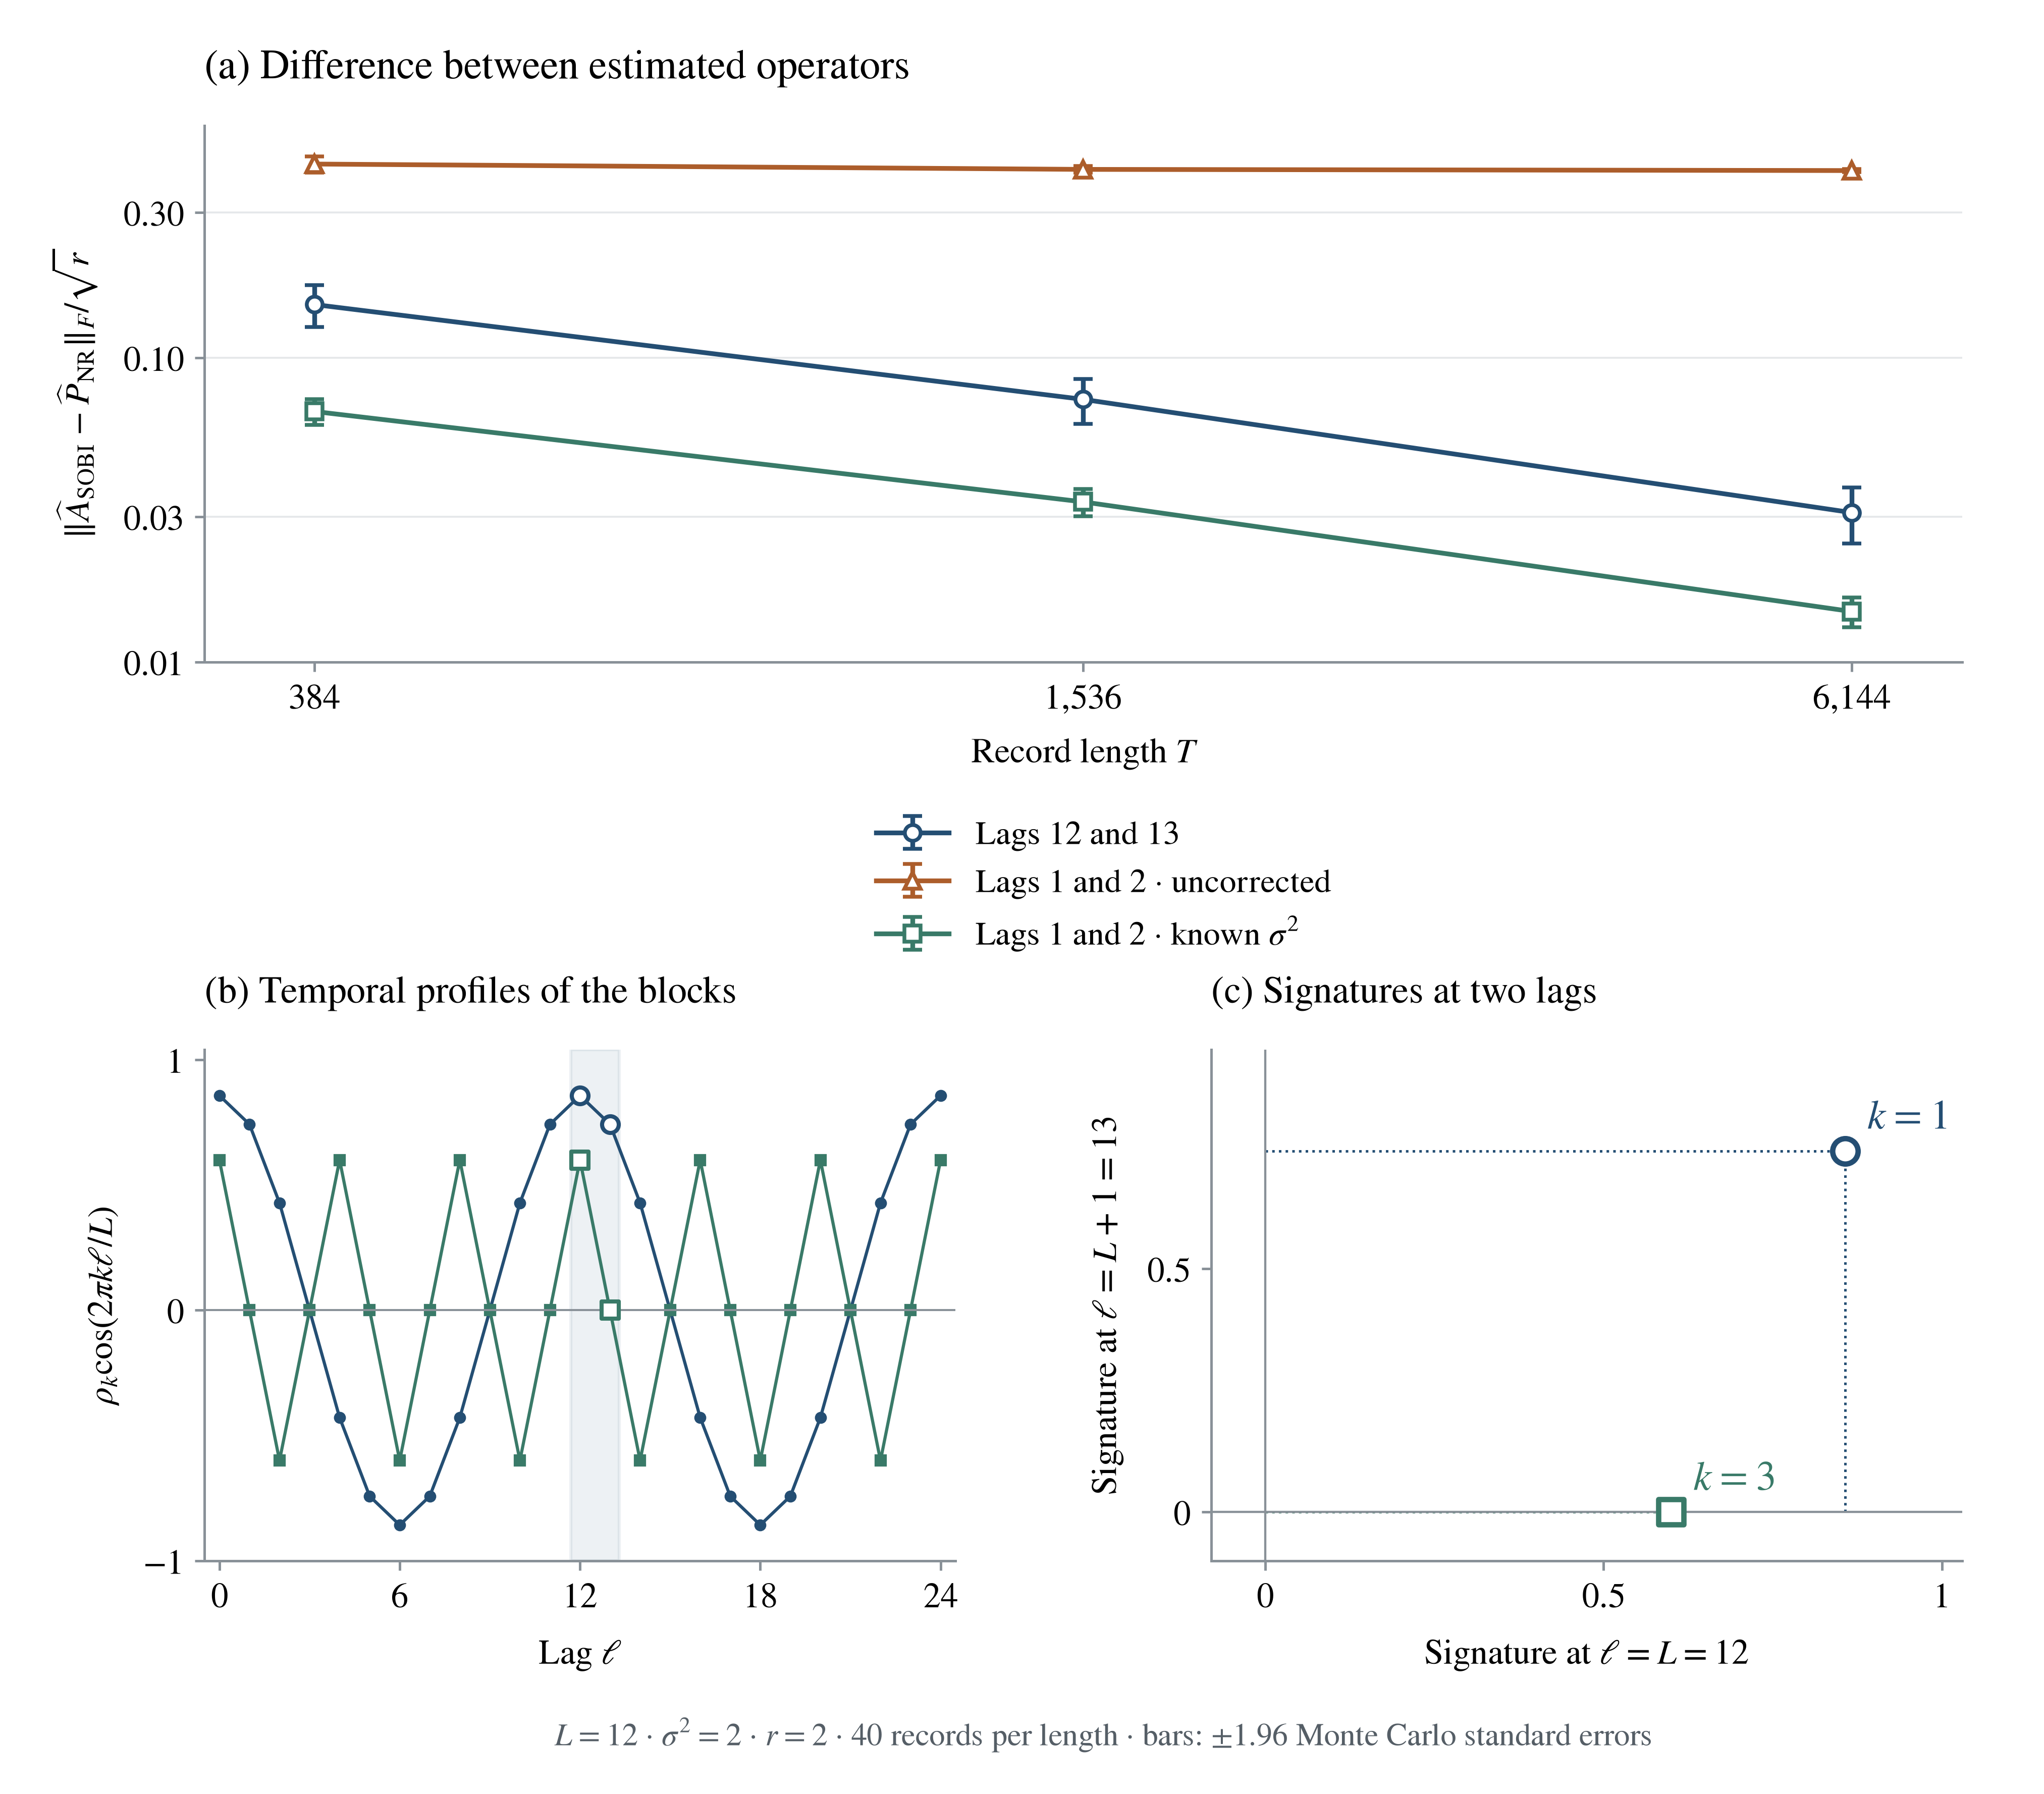 (a) Difference between estimated operators
‖Â_SOBI − P̂_NR‖_F/√r
0.30
0.10
0.03
0.01
384
1,536
6,144
Record length T
Lags 12 and 13
Lags 1 and 2 · uncorrected
Lags 1 and 2 · known σ²
(b) Temporal profiles of the blocks
ρₖcos(2πkℓ/L)
1
0
−1
0
6
12
18
24
Lag ℓ
(c) Signatures at two lags
Signature at ℓ = L + 1 = 13
0.5
0
k = 1
k = 3
0
0.5
1
Signature at ℓ = L = 12
L = 12 · σ² = 2 · r = 2 · 40 records per length · bars: ±1.96 Monte Carlo standard errors